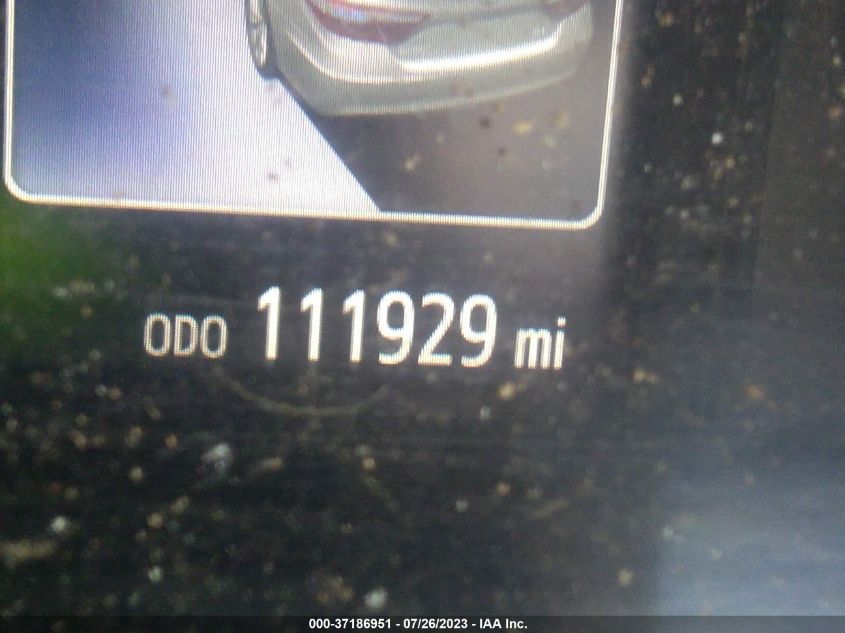 ODO 111929 mi
000-37186951 - 07/26/2023 - IAA Inc.